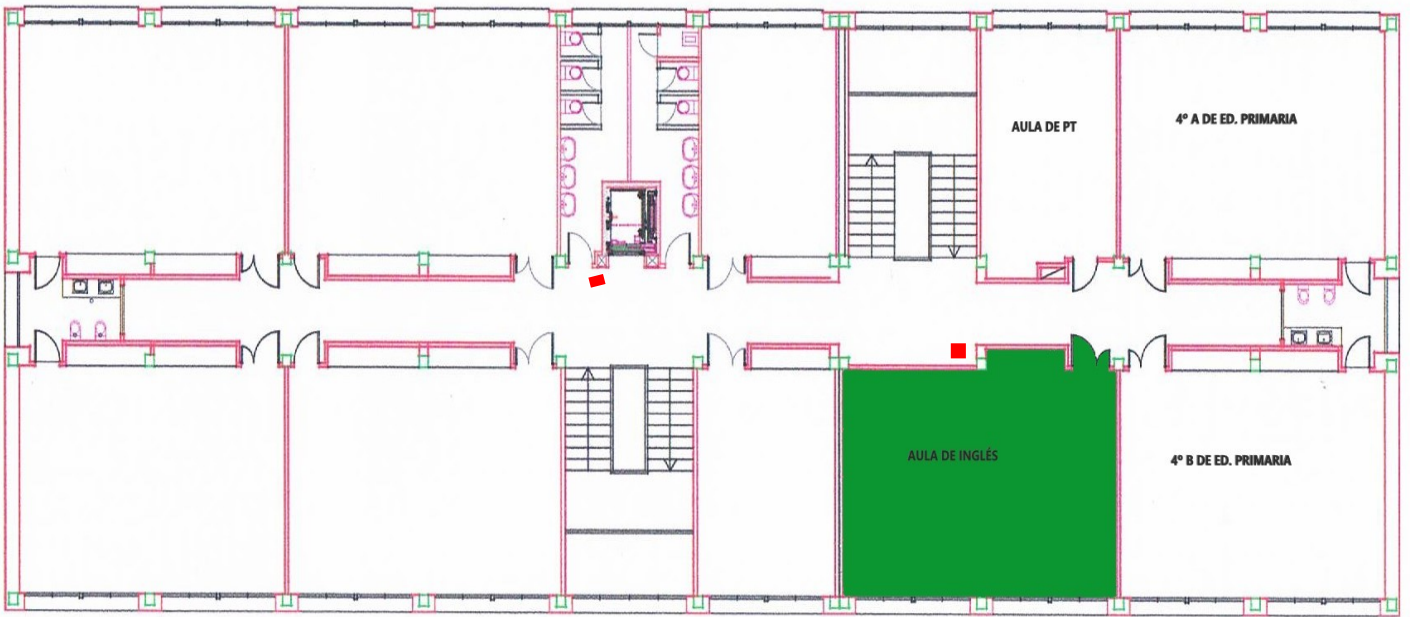 AULA DE PT
4º A DE ED. PRIMARIA
AULA DE INGLÉS
4º B DE ED. PRIMARIA